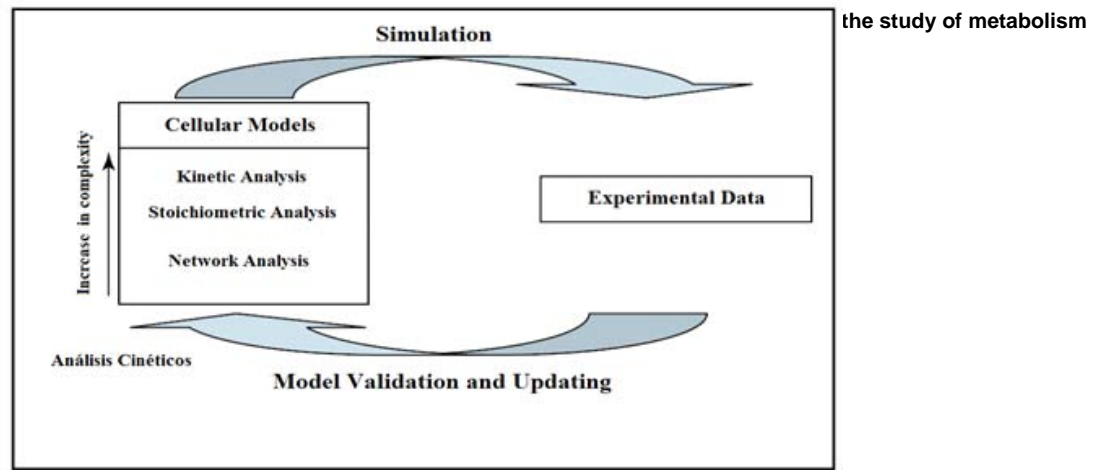 the study of metabolism
Simulation
Cellular Models
Increase in complexity
Kinetic Analysis
Stoichiometric Analysis
Network Analysis
Experimental Data
Análisis Cinéticos
Model Validation and Updating